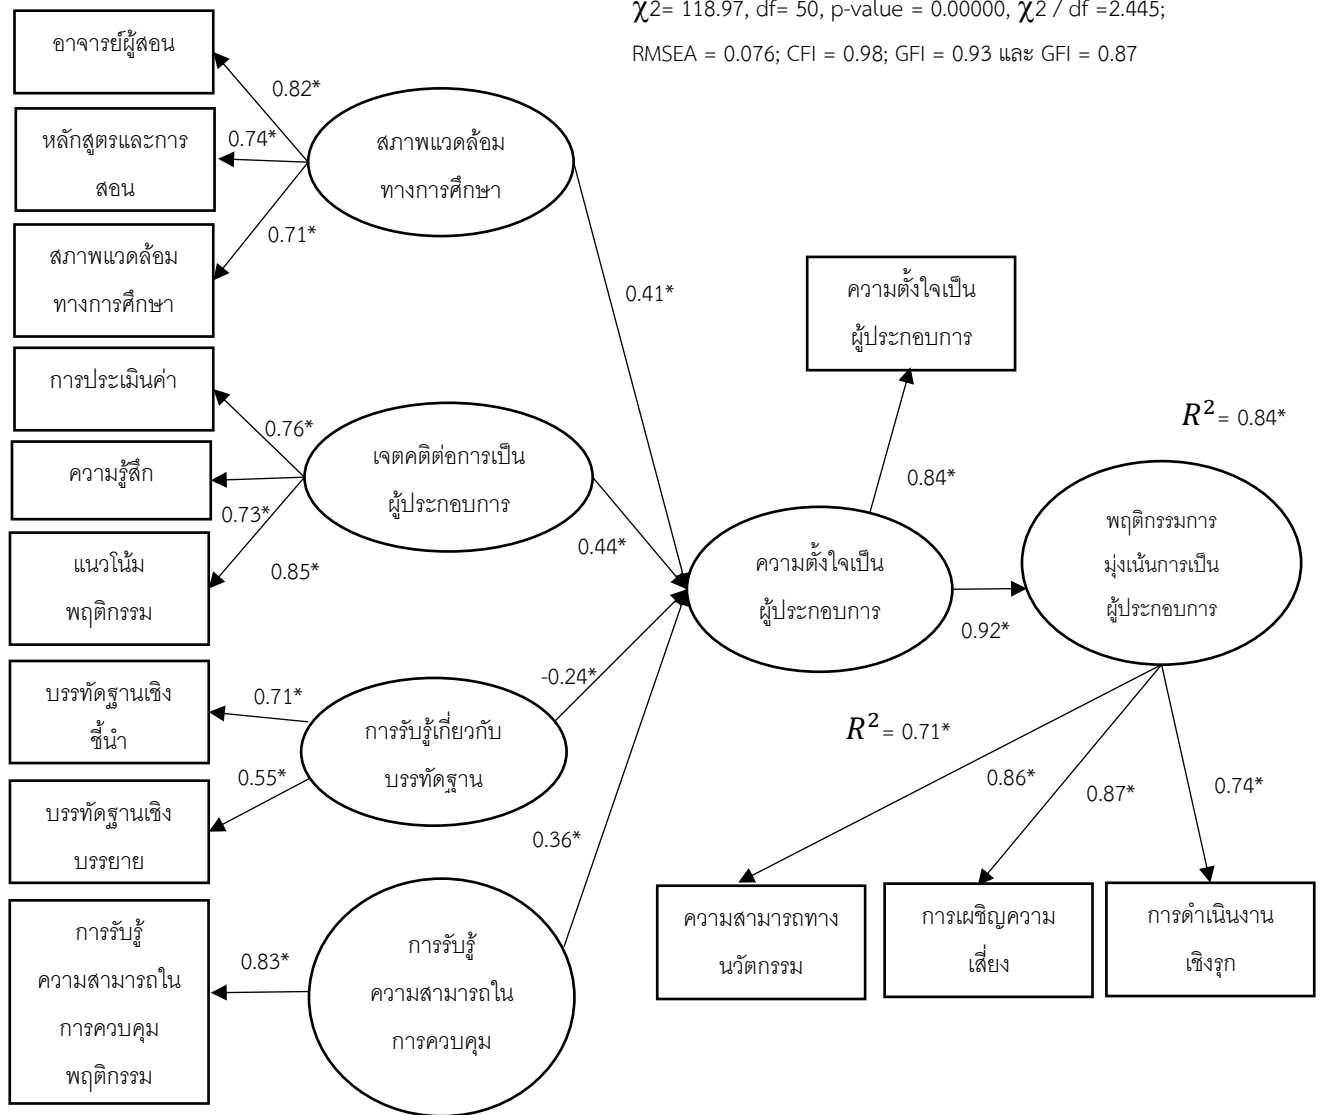 χ2= 118.97, df= 50, p-value = 0.00000, χ2 / df =2.445;
RMSEA = 0.076; CFI = 0.98; GFI = 0.93 และ GFI = 0.87
อาจารย์ผู้สอน
0.82*
หลักสูตรและการ
สอน
0.74*
สภาพแวดล้อม
ทางการศึกษา
0.71*
สภาพแวดล้อม
ทางการศึกษา
0.41*
การประเมินค่า
0.76*
ความรู้สึก
0.73*
แนวโน้ม
พฤติกรรม
0.85*
เจตคติต่อการเป็น
ผู้ประกอบการ
0.44*
บรรทัดฐานเชิง
ชี้นำ
0.71*
บรรทัดฐานเชิง
บรรยาย
0.55*
การรับรู้เกี่ยวกับ
บรรทัดฐาน
-0.24*
การรับรู้
ความสามารถใน
การควบคุม
พฤติกรรม
0.83*
การรับรู้
ความสามารถใน
การควบคุม
0.36*
ความตั้งใจเป็น
ผู้ประกอบการ
0.84*
ความตั้งใจเป็น
ผู้ประกอบการ
R² = 0.71*
0.92*
R² = 0.84*
พฤติกรรมการ
มุ่งเน้นการเป็น
ผู้ประกอบการ
0.86*
0.87*
0.74*
ความสามารถทาง
นวัตกรรม
การเผชิญความ
เสี่ยง
การดำเนินงาน
เชิงรุก